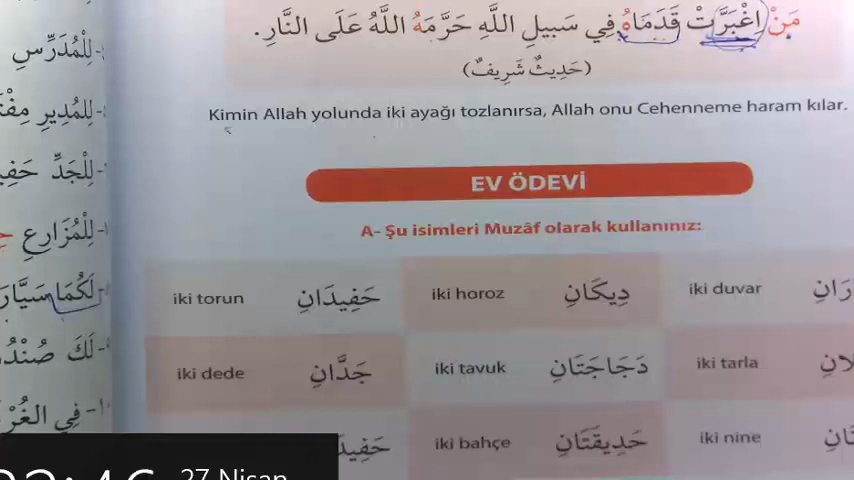 مَنْ اِغْبَرَّتْ قَدَمَاهُ فِي سَبِيلِ اللَّهِ حَرَّمَهُ اللَّهُ عَلَى النَّارِ.
(حَدِيثٌ شَرِيفٌ)
Kimin Allah yolunda iki ayağı tozlanırsa, Allah onu Cehenneme haram kılar.
EV ÖDEVİ
A- Şu isimleri Muzâf olarak kullanınız:
iki torun حَفِيدَانِ iki horoz دِيكَانِ iki duvar
iki dede جَدَّانِ iki tavuk دَجَاجَتَانِ iki tarla
iki bahçe حَدِيقَتَانِ iki nine
لِلْمُدَرِّسِ
لِلْمُدِيرِ
لِلْجَدِّ
لِلْمُزَارِعِ
لَكُمَا
لَكَ
فِي
27 Nisan